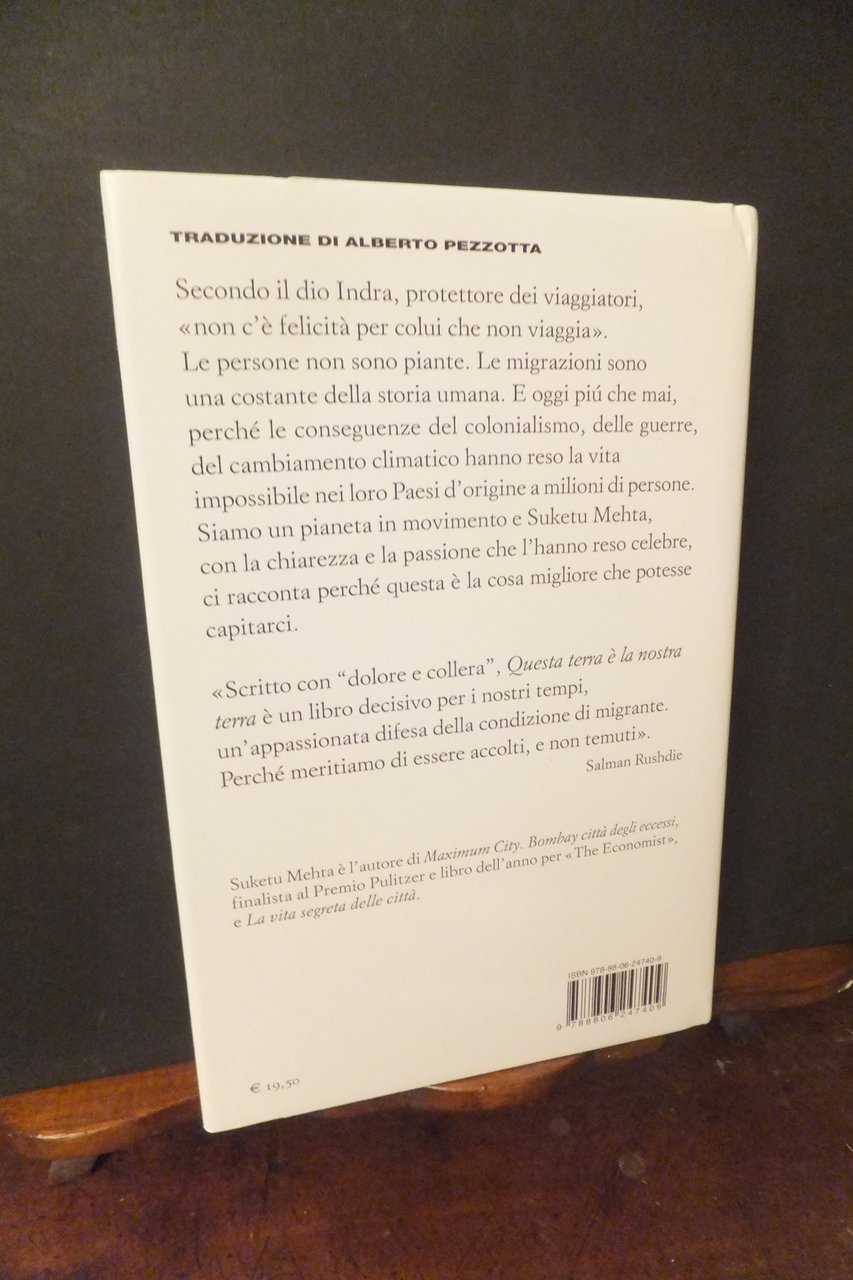 TRADUZIONE DI ALBERTO PEZZOTTA
Secondo il dio Indra, protettore dei viaggiatori,
«non c'è felicità per colui che non viaggia».
Le persone non sono piante. Le migrazioni sono
una costante della storia umana. E oggi piú che mai,
perché le conseguenze del colonialismo, delle guerre,
del cambiamento climatico hanno reso la vita
impossibile nei loro Paesi d'origine a milioni di persone.
Siamo un pianeta in movimento e Suketu Mehta,
con la chiarezza e la passione che l'hanno reso celebre,
ci racconta perché questa è la cosa migliore che potesse
capitarci.
«Scritto con “dolore e collera”, Questa terra è la nostra
terra è un libro decisivo per i nostri tempi,
un'appassionata difesa della condizione di migrante.
Perché meritiamo di essere accolti, e non temuti».
Salman Rushdie
Suketu Mehta è l'autore di Maximum City. Bombay città degli eccessi,
finalista al Premio Pulitzer e libro dell'anno per «The Economist»,
e La vita segreta delle città.
ISBN 978-88-06-24740-9
9 788806 247409
€ 19,50